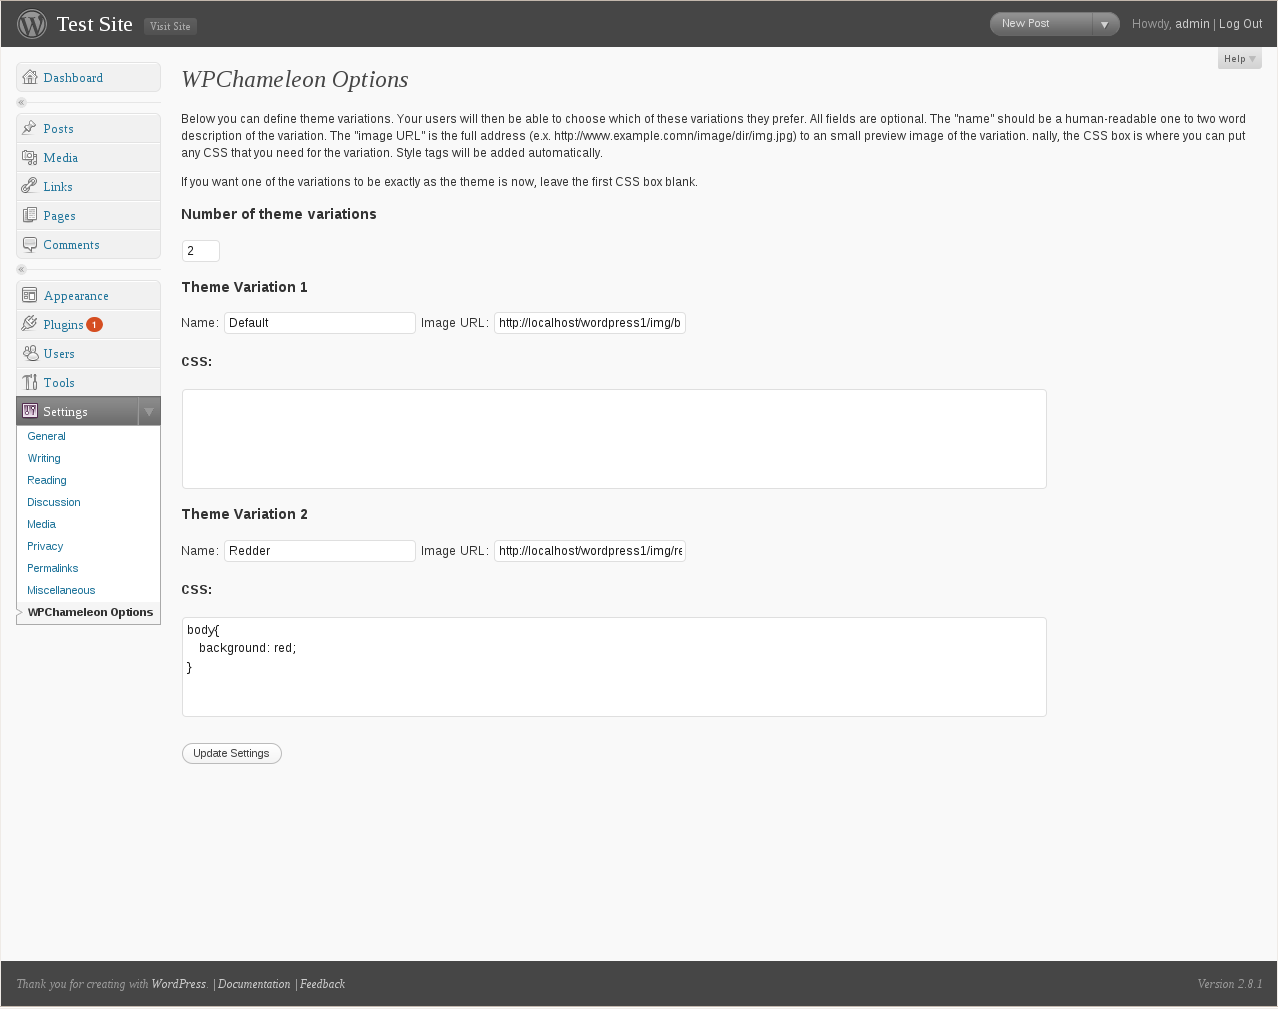 Test Site
Visit Site
New Post
Howdy, admin | Log Out
Help
Dashboard
Posts
Media
Links
Pages
Comments
Appearance
Plugins 1
Users
Tools
Settings
General
Writing
Reading
Discussion
Media
Privacy
Permalinks
Miscellaneous
WPChameleon Options
WPChameleon Options
Below you can define theme variations. Your users will then be able to choose which of these variations they prefer. All fields are optional. The "name" should be a human-readable one to two word
description of the variation. The "image URL" is the full address (e.x. http://www.example.comn/image/dir/img.jpg) to an small preview image of the variation. nally, the CSS box is where you can put
any CSS that you need for the variation. Style tags will be added automatically.
If you want one of the variations to be exactly as the theme is now, leave the first CSS box blank.
Number of theme variations
2
Theme Variation 1
Name: Default Image URL: http://localhost/wordpress1/img/b
CSS:
Theme Variation 2
Name: Redder Image URL: http://localhost/wordpress1/img/re
CSS:
body{
background: red;
}
Update Settings
Thank you for creating with WordPress. | Documentation | Feedback
Version 2.8.1